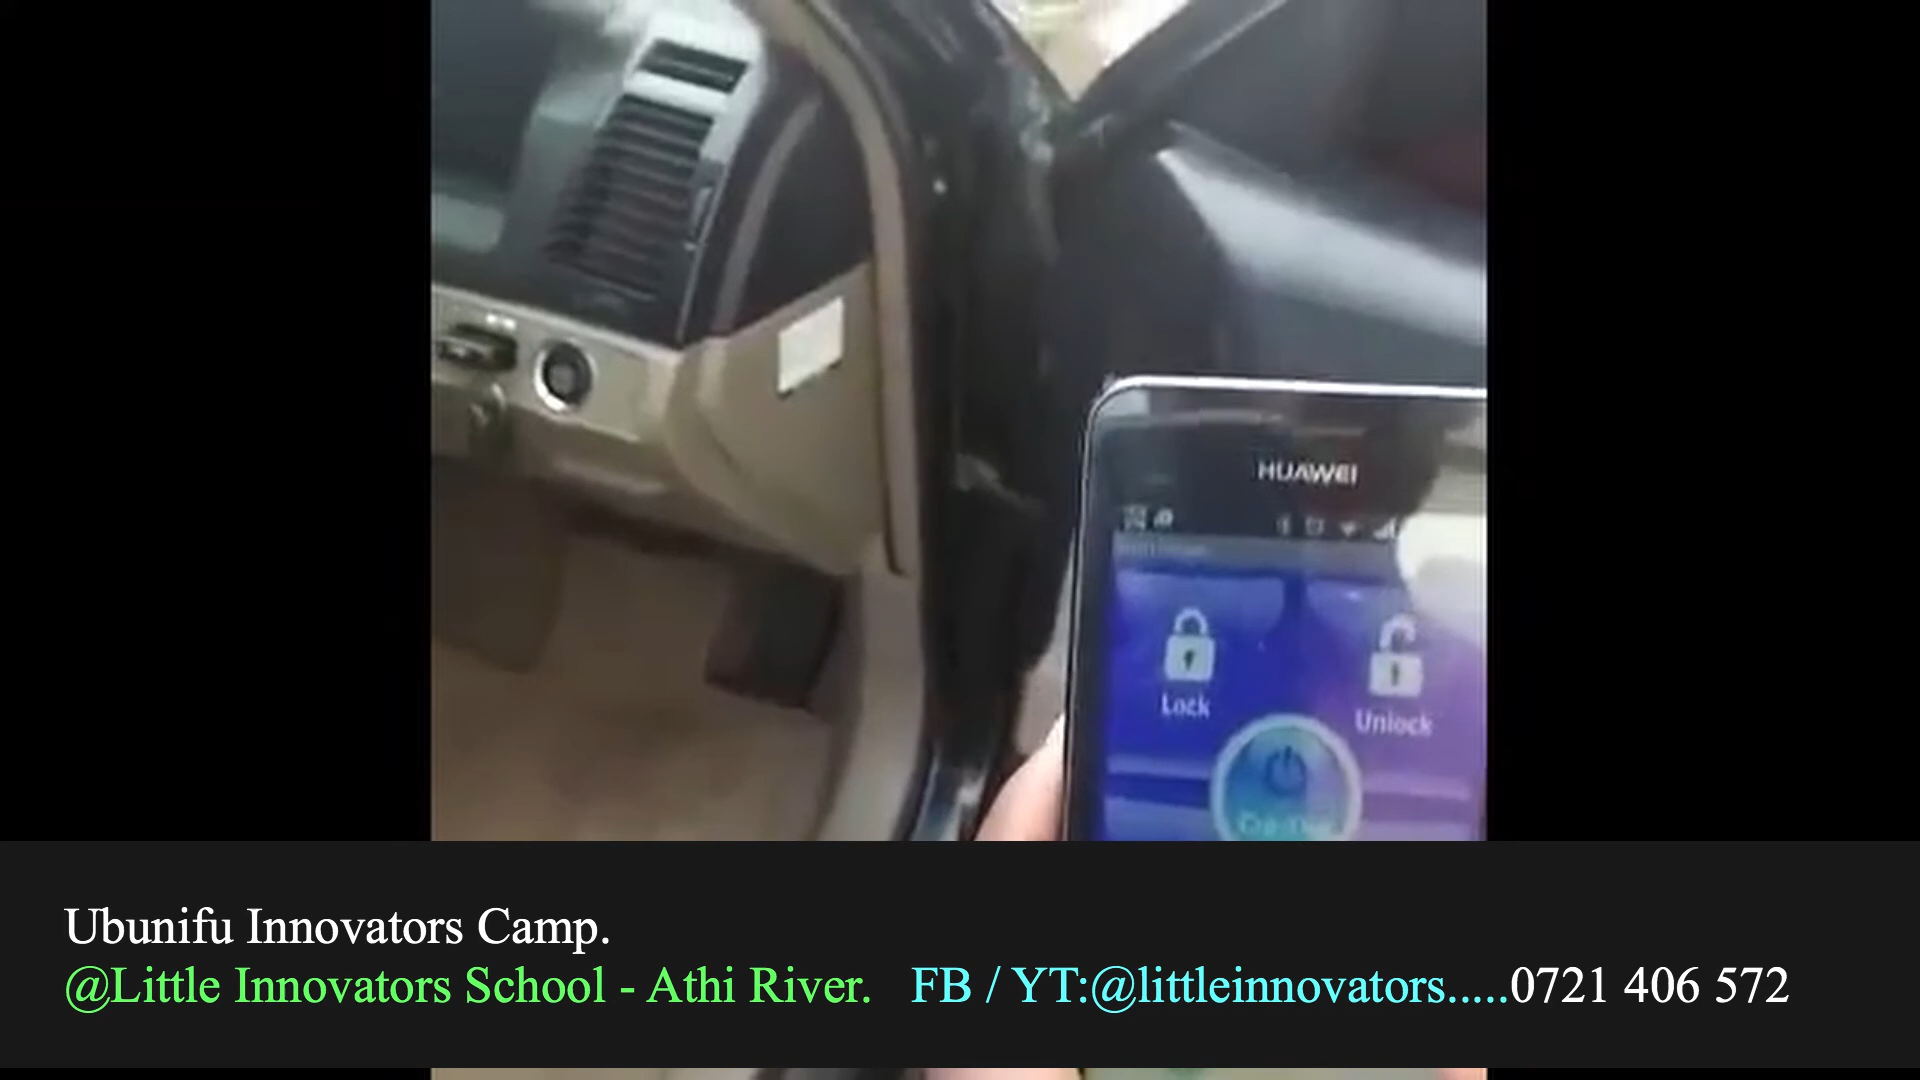 HUAWEI
Lock
Unlock
Ubunifu Innovators Camp.
@Little Innovators School - Athi River. FB / YT:@littleinnovators.....0721 406 572